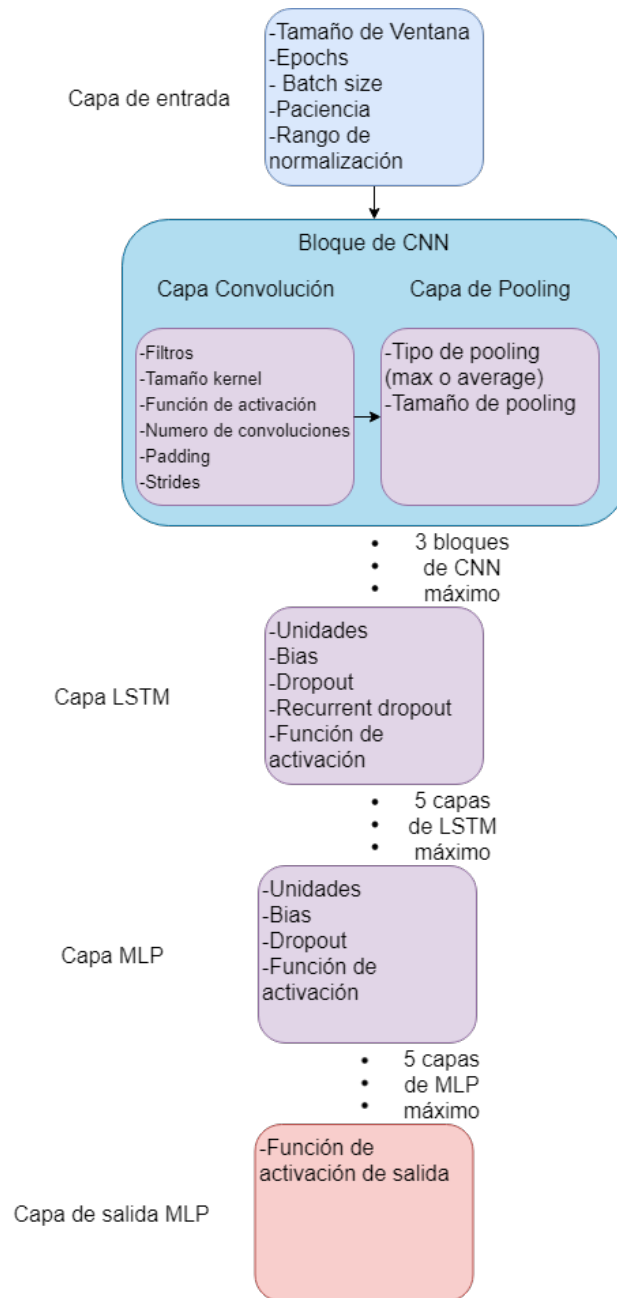 Capa de entrada
-Tamaño de Ventana
-Epochs
- Batch size
-Paciencia
-Rango de
normalización
Bloque de CNN
Capa Convolución
-Filtros
-Tamaño kernel
-Función de activación
-Numero de convoluciones
-Padding
-Strides
Capa de Pooling
-Tipo de pooling
(max o average)
-Tamaño de pooling
3 bloques
de CNN
máximo
Capa LSTM
-Unidades
-Bias
-Dropout
-Recurrent dropout
-Función de
activación
5 capas
de LSTM
máximo
Capa MLP
-Unidades
-Bias
-Dropout
-Función de
activación
5 capas
de MLP
máximo
Capa de salida MLP
-Función de
activación de salida